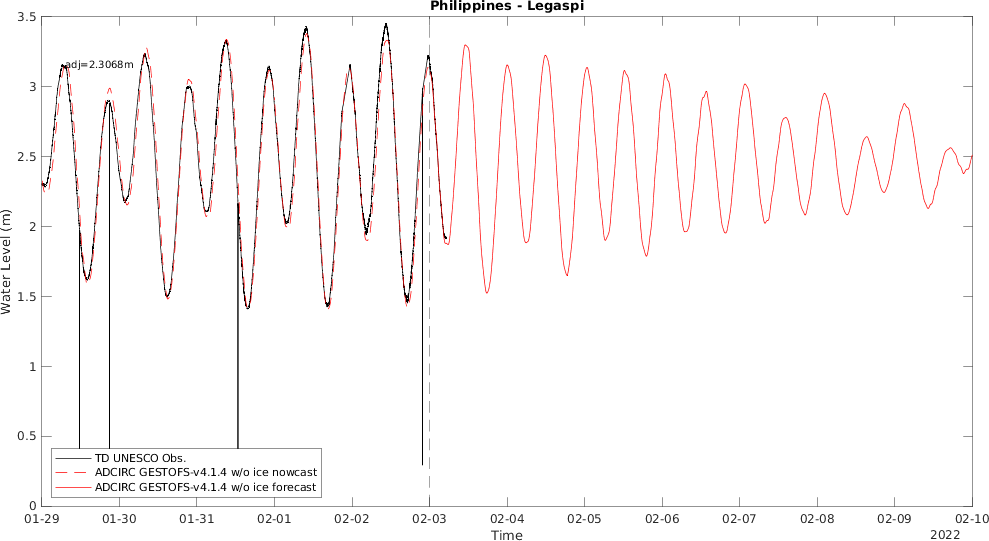 Philippines - Legaspi
3.5
3
2.5
2
1.5
1
0.5
0
Water Level (m)
adj=2.3068m
TD UNESCO Obs.
ADCIRC GESTOFS-v4.1.4 w/o ice nowcast
ADCIRC GESTOFS-v4.1.4 w/o ice forecast
01-29 01-30 01-31 02-01 02-02 02-03 02-04 02-05 02-06 02-07 02-08 02-09 02-10
Time
2022